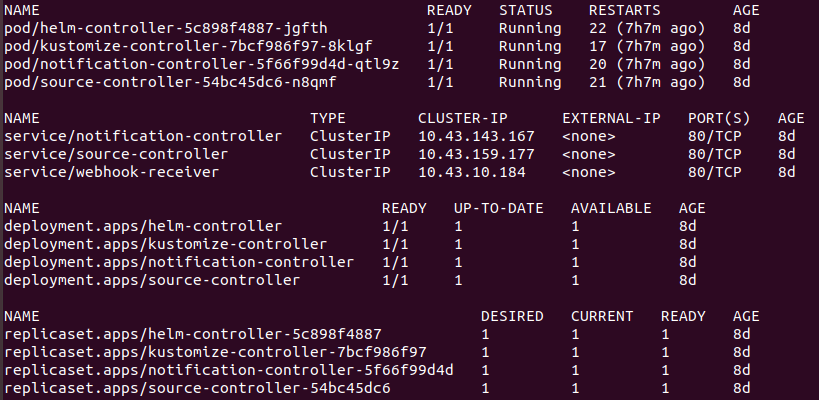 NAME READY STATUS RESTARTS AGE
pod/helm-controller-5c898f4887-jgfth 1/1 Running 22 (7h7m ago) 8d
pod/kustomize-controller-7bcf986f97-8klgf 1/1 Running 17 (7h7m ago) 8d
pod/notification-controller-5f66f99d4d-qtl9z 1/1 Running 20 (7h7m ago) 8d
pod/source-controller-54bc45dc6-n8qmf 1/1 Running 21 (7h7m ago) 8d
NAME TYPE CLUSTER-IP EXTERNAL-IP PORT(S) AGE
service/notification-controller ClusterIP 10.43.143.167 <none> 80/TCP 8d
service/source-controller ClusterIP 10.43.159.177 <none> 80/TCP 8d
service/webhook-receiver ClusterIP 10.43.10.184 <none> 80/TCP 8d
NAME READY UP-TO-DATE AVAILABLE AGE
deployment.apps/helm-controller 1/1 1 1 8d
deployment.apps/kustomize-controller 1/1 1 1 8d
deployment.apps/notification-controller 1/1 1 1 8d
deployment.apps/source-controller 1/1 1 1 8d
NAME DESIRED CURRENT READY AGE
replicaset.apps/helm-controller-5c898f4887 1 1 1 8d
replicaset.apps/kustomize-controller-7bcf986f97 1 1 1 8d
replicaset.apps/notification-controller-5f66f99d4d 1 1 1 8d
replicaset.apps/source-controller-54bc45dc6 1 1 1 8d